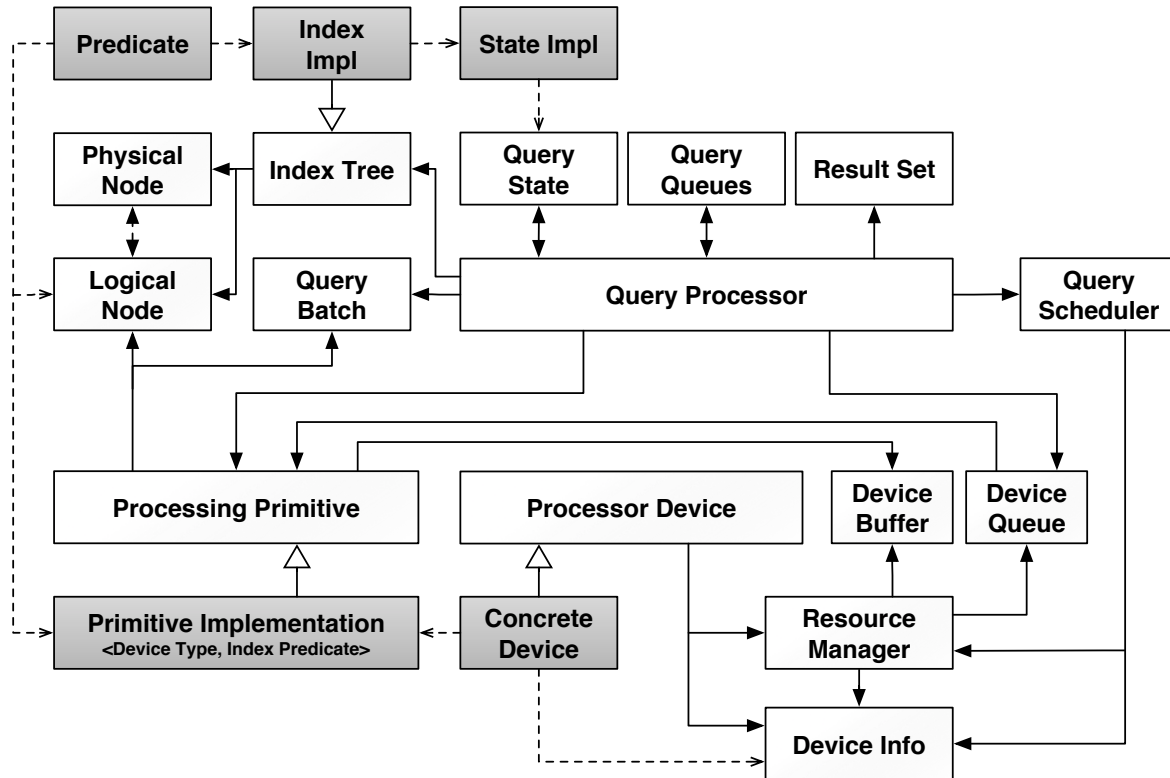 Predicate
Index
Impl
State Impl
Physical
Node
Index Tree
Query
State
Query
Queues
Result Set
Logical
Node
Query
Batch
Query Processor
Query
Scheduler
Processing Primitive
Processor Device
Device
Buffer
Device
Queue
Primitive Implementation
<Device Type, Index Predicate>
Concrete
Device
Resource
Manager
Device Info